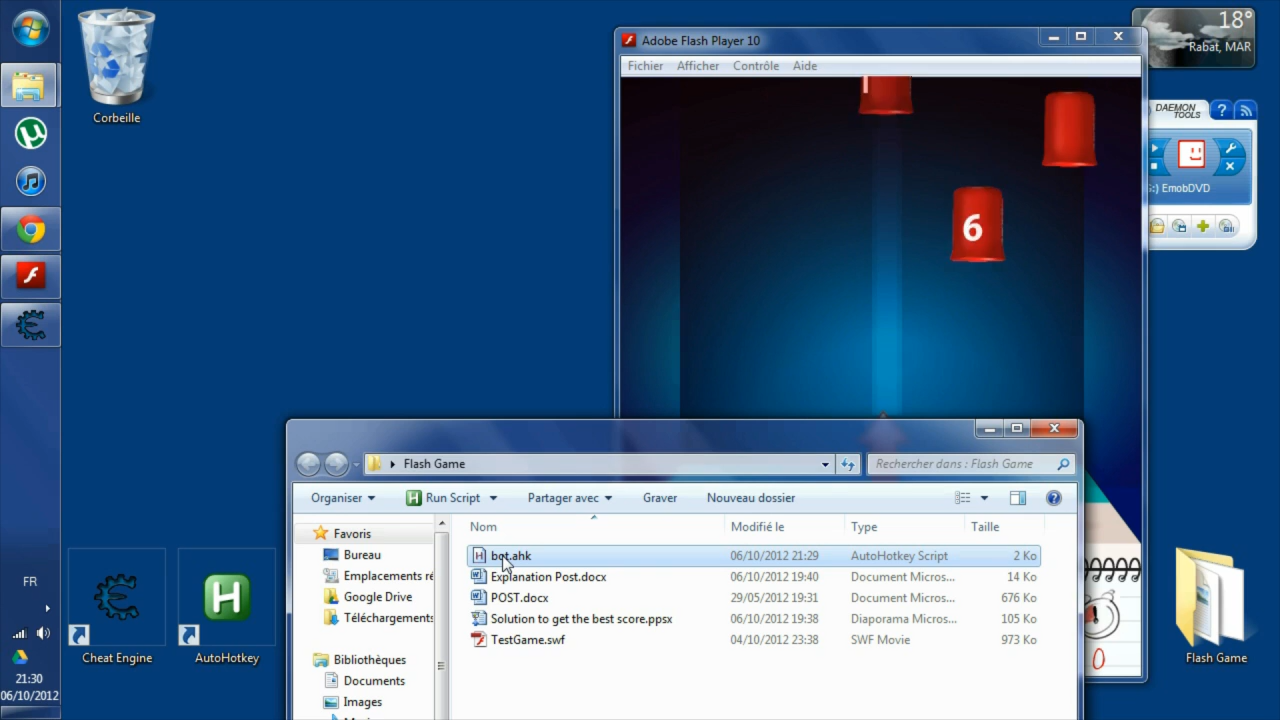 Corbeille
Adobe Flash Player 10
Fichier Afficher Contrôle Aide
6
18°
Rabat, MAR
DAEMON
TOOLS
EmobDVD
Flash Game
Rechercher dans : Flash Game
Organiser Run Script Partager avec Graver Nouveau dossier
Nom Modifié le Type Taille
Favoris
Bureau
Emplacements ré
Google Drive
Téléchargements
Bibliothèques
Documents
Images
bot.ahk 06/10/2012 21:29 AutoHotkey Script 2 Ko
Explanation Post.docx 06/10/2012 19:40 Document Micros... 14 Ko
POST.docx 29/05/2012 19:31 Document Micros... 676 Ko
Solution to get the best score.ppsx 06/10/2012 19:38 Diaporama Micros... 105 Ko
TestGame.swf 04/10/2012 23:38 SWF Movie 973 Ko
0
Cheat Engine
AutoHotkey
Flash Game
FR
21:30
06/10/2012